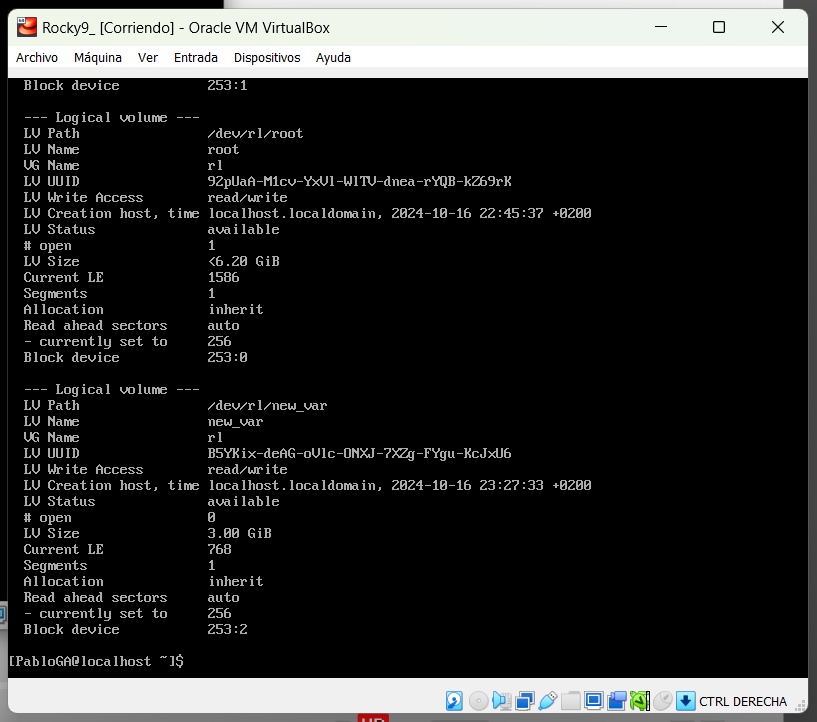 Rocky9_ [Corriendo] - Oracle VM VirtualBox
Archivo Máquina Ver Entrada Dispositivos Ayuda
Block device 253:1
--- Logical volume ---
LV Path /dev/rl/root
LV Name root
VG Name rl
LV UUID 92pUaA-M1cv-YxVl-WlTV-dnea-rYQB-kZ69rK
LV Write Access read/write
LV Creation host, time localhost.localdomain, 2024-10-16 22:45:37 +0200
LV Status available
# open 1
LV Size <6.20 GiB
Current LE 1586
Segments 1
Allocation inherit
Read ahead sectors auto
- currently set to 256
Block device 253:0
--- Logical volume ---
LV Path /dev/rl/new_var
LV Name new_var
VG Name rl
LV UUID B5YKix-deAG-oVlc-ONXJ-7XZg-FYgu-KcJxU6
LV Write Access read/write
LV Creation host, time localhost.localdomain, 2024-10-16 23:27:33 +0200
LV Status available
# open 0
LV Size 3.00 GiB
Current LE 768
Segments 1
Allocation inherit
Read ahead sectors auto
- currently set to 256
Block device 253:2
[PabloGA@localhost ~]$
CTRL DERECHA